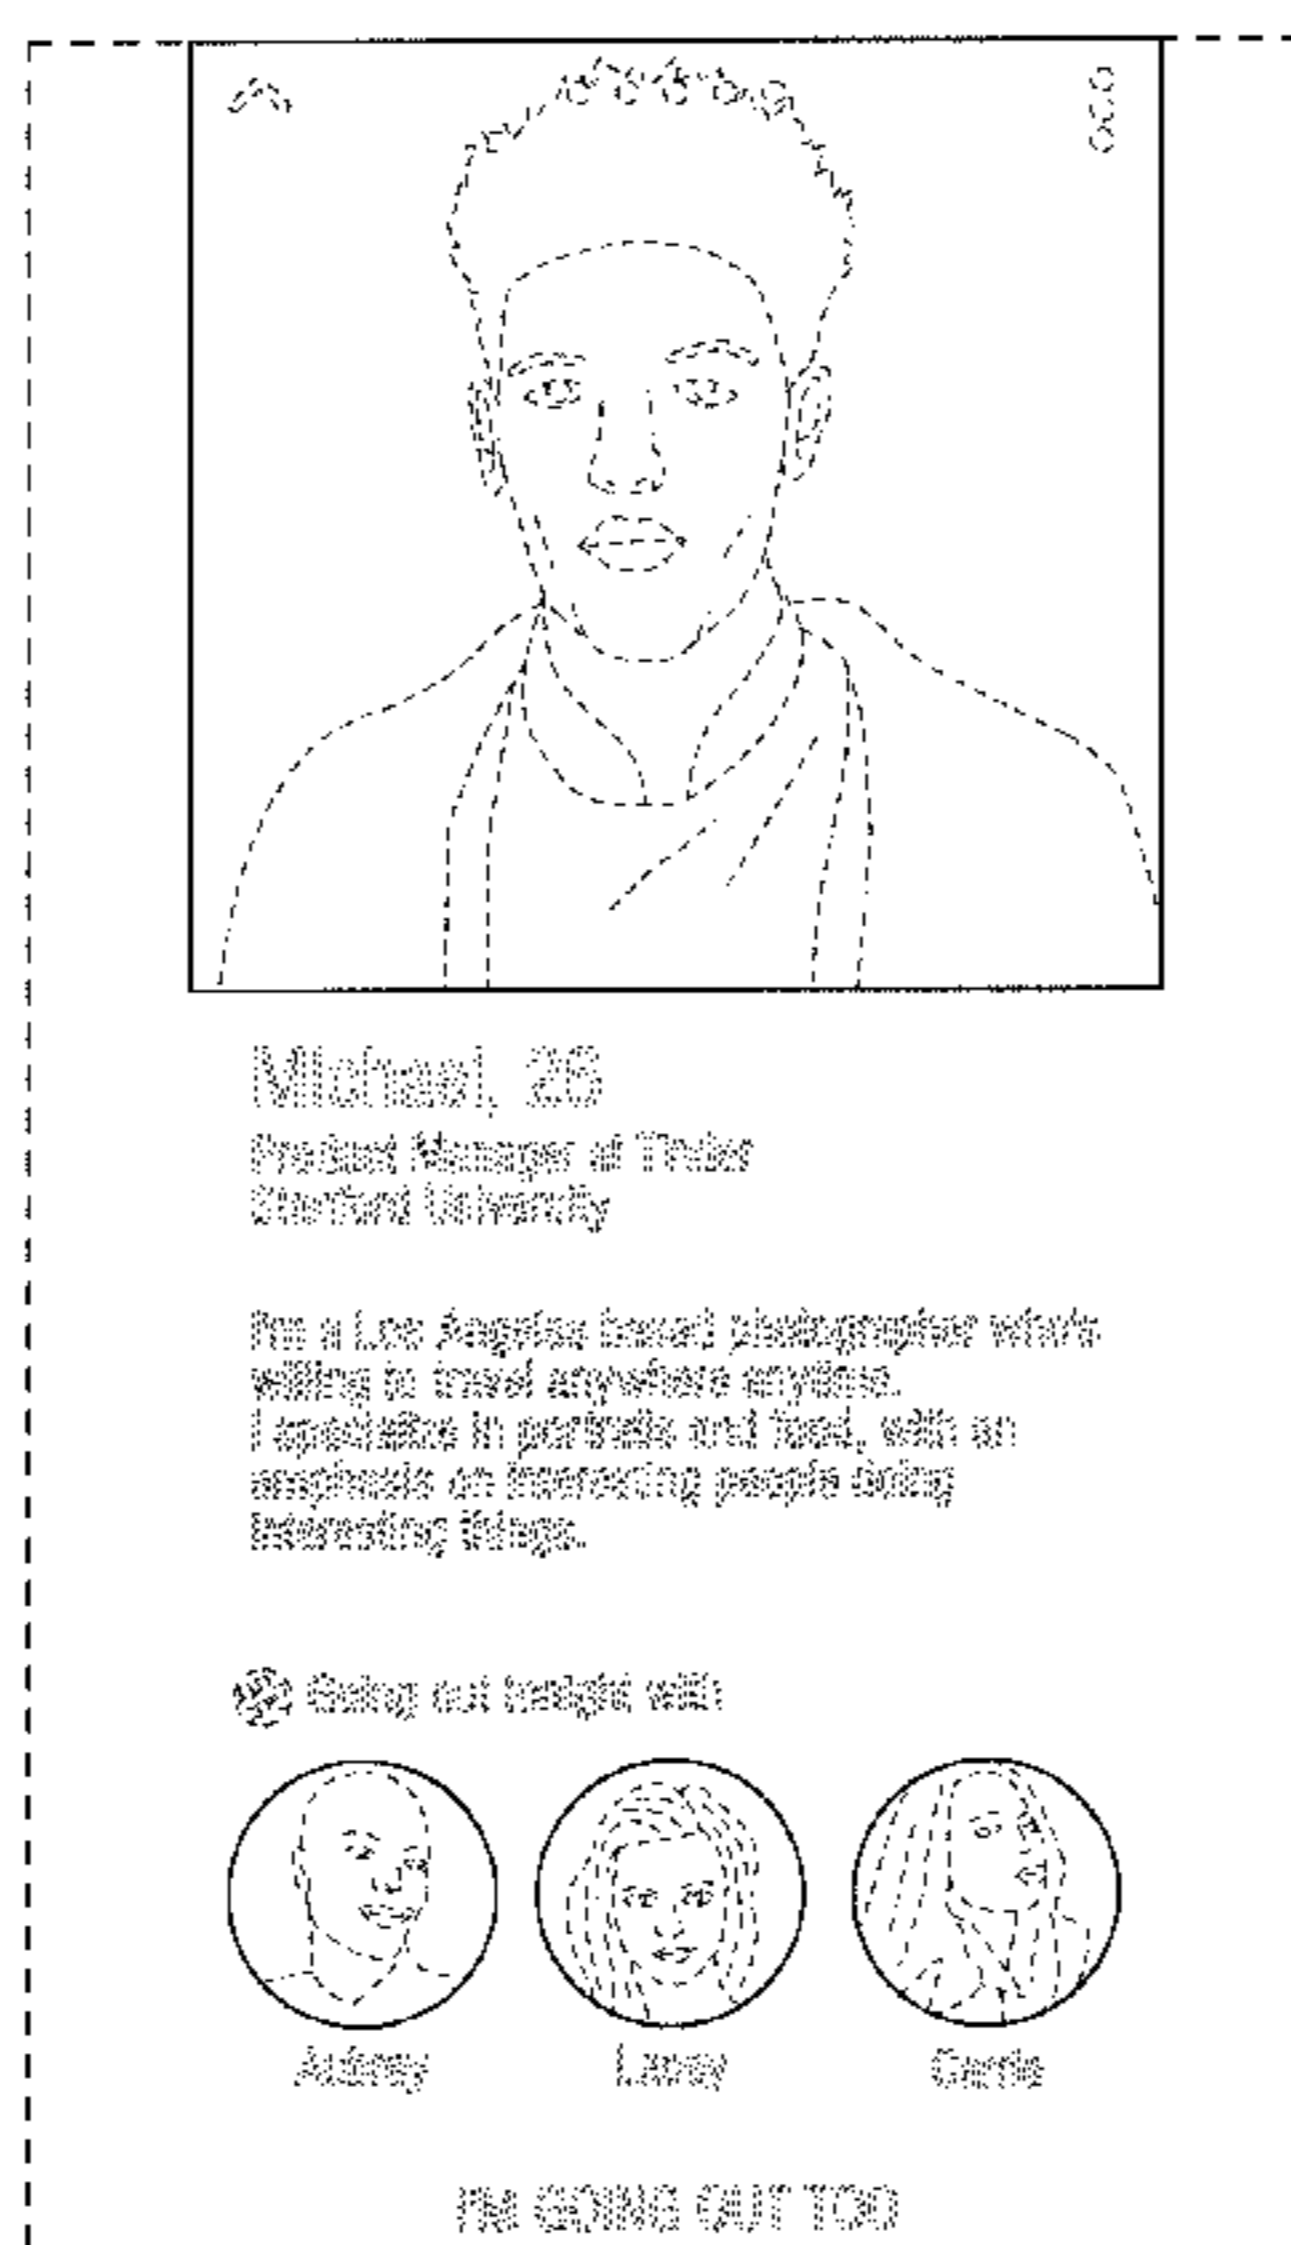 Michael, 26
Product Manager at Tinder
Stanford University
I'm a Los Angeles based photographer who's
willing to travel anywhere anytime.
I specialize in portraits and food, with an
emphasis on interesting people doing
interesting things.
Going out tonight with
Aubrey
Laney
Carrie
I'M GOING OUT TOO